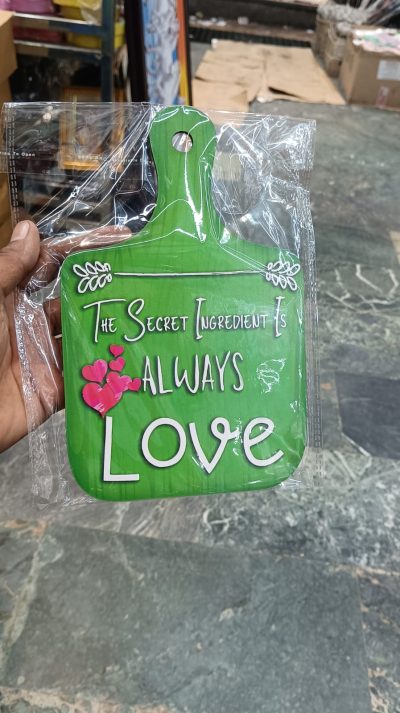 The Secret Ingredient Is
ALWAYS
Love